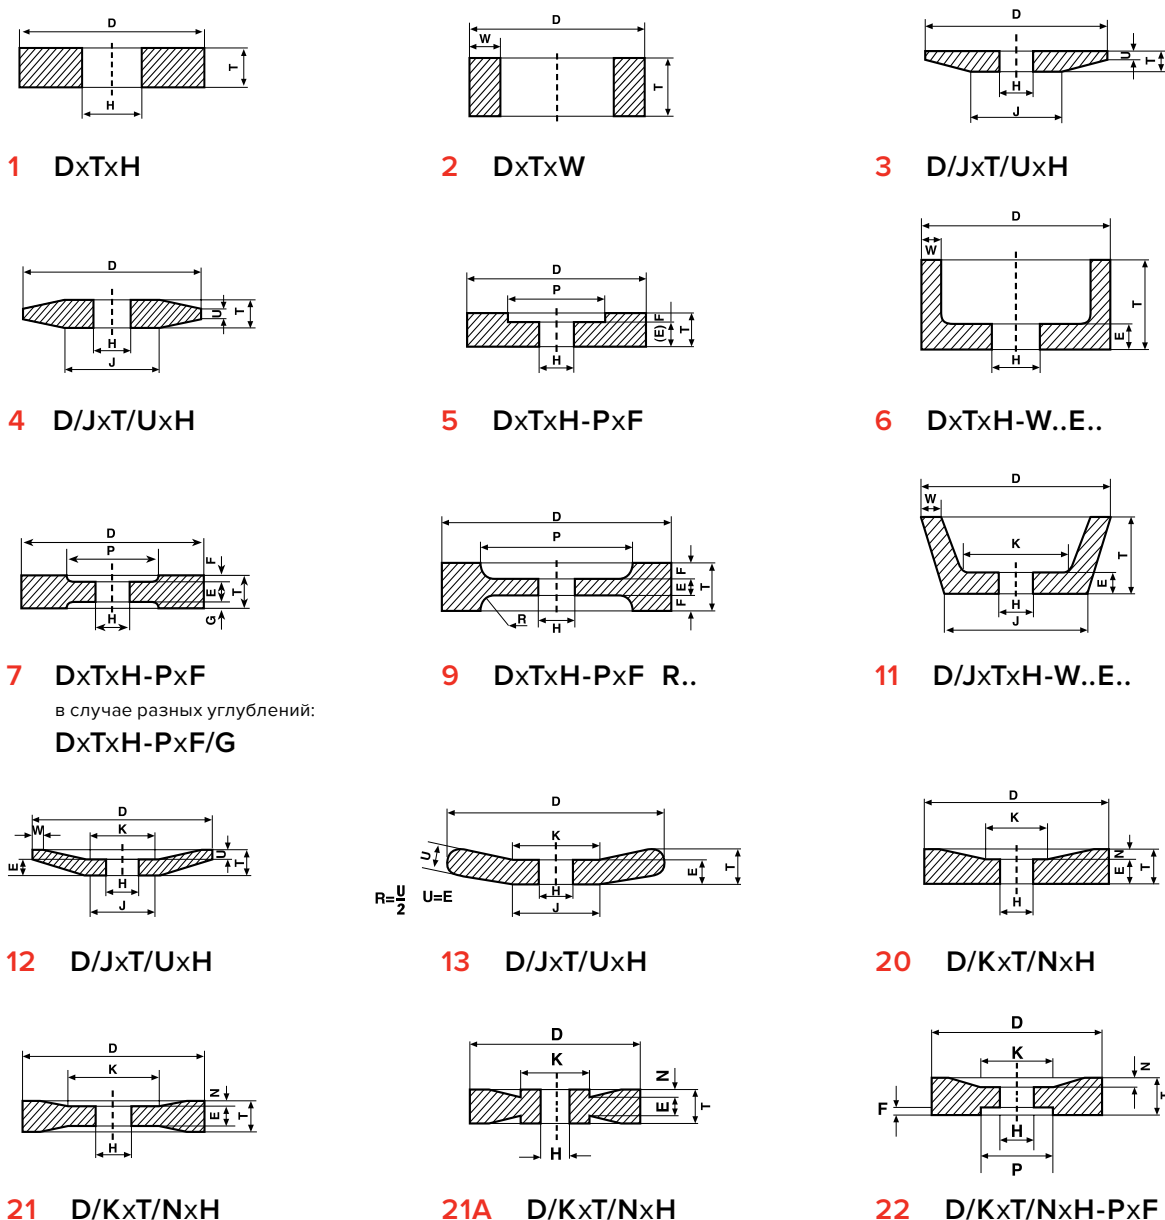 D D D
W U T
T T
H H
J
1 DxTxH 2 DxTxW 3 D/JxT/UxH
D D D
P W
U T F (E) T T
E
H H H
J
4 D/JxT/UxH 5 DxTxH-PxF 6 DxTxH-W..E..
D D D
P P W
F F K
E T E T T
G F E
H R H H
J
7 DxTxH-PxF 9 DxTxH-PxF R.. 11 D/JxTxH-W..E..
в случае разных углублений:
DxTxH-PxF/G
D D D
W K K K
E U T U E T N E T
H H H
J R=U/2 U=E J
12 D/JxT/UxH 13 D/JxT/UxH 20 D/KxT/NxH
D D D
K K K
N E T N E T N T
F
H H H
P
21 D/KxT/NxH 21A D/KxT/NxH 22 D/KxT/NxH-PxF